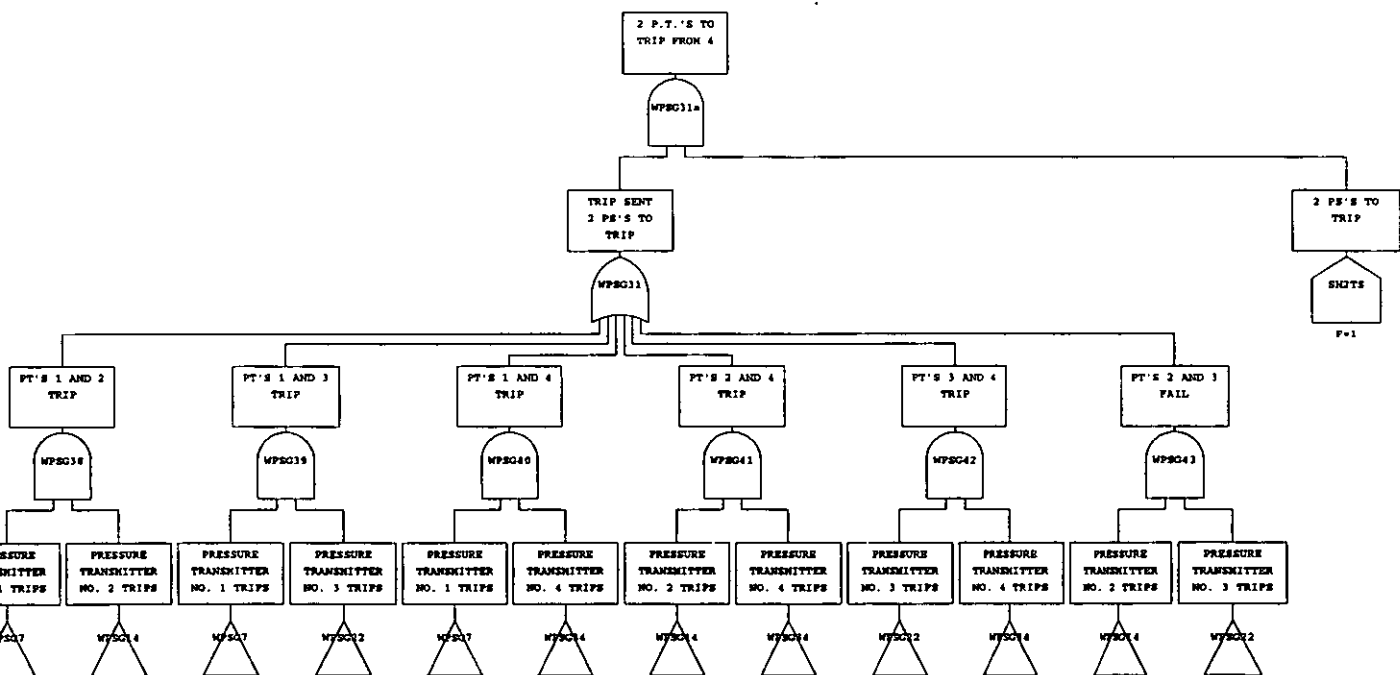 2 P.T.'S TO
TRIP FROM 4
WPSG31a
TRIP SENT
2 PS'S TO
TRIP
2 PS'S TO
TRIP
WPSG31
SH2TS
F=1
PT'S 1 AND 2
TRIP
PT'S 1 AND 3
TRIP
PT'S 1 AND 4
TRIP
PT'S 2 AND 4
TRIP
PT'S 3 AND 4
TRIP
PT'S 2 AND 3
FAIL
WPSG38
WPSG39
WPSG40
WPSG41
WPSG42
WPSG43
SSURE
SMITTER
TRIPS
PRESSURE
TRANSMITTER
NO. 2 TRIPS
PRESSURE
TRANSMITTER
NO. 1 TRIPS
PRESSURE
TRANSMITTER
NO. 3 TRIPS
PRESSURE
TRANSMITTER
NO. 1 TRIPS
PRESSURE
TRANSMITTER
NO. 4 TRIPS
PRESSURE
TRANSMITTER
NO. 2 TRIPS
PRESSURE
TRANSMITTER
NO. 4 TRIPS
PRESSURE
TRANSMITTER
NO. 3 TRIPS
PRESSURE
TRANSMITTER
NO. 4 TRIPS
PRESSURE
TRANSMITTER
NO. 2 TRIPS
PRESSURE
TRANSMITTER
NO. 3 TRIPS
WPSG14
WPSG7
WPSG22
WPSG7
WPSG14
WPSG22
WPSG14
WPSG22